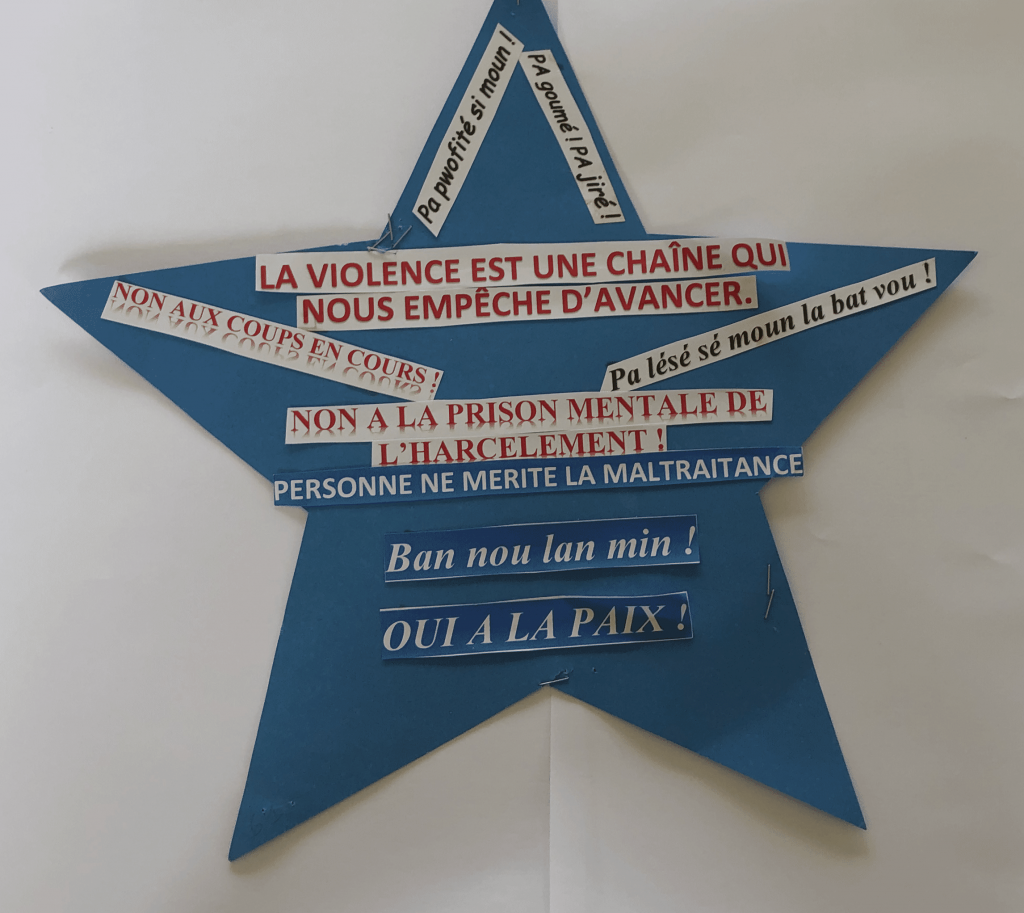 Pa pwofité si moun !
PA goumé ! PA jiré !
LA VIOLENCE EST UNE CHAÎNE QUI
NOUS EMPÊCHE D’AVANCER.
NON AUX COUPS EN COURS !
Pa lésé sé moun la bat vou !
NON A LA PRISON MENTALE DE
L’HARCELEMENT !
PERSONNE NE MERITE LA MALTRAITANCE
Ban nou lan min !
OUI A LA PAIX !